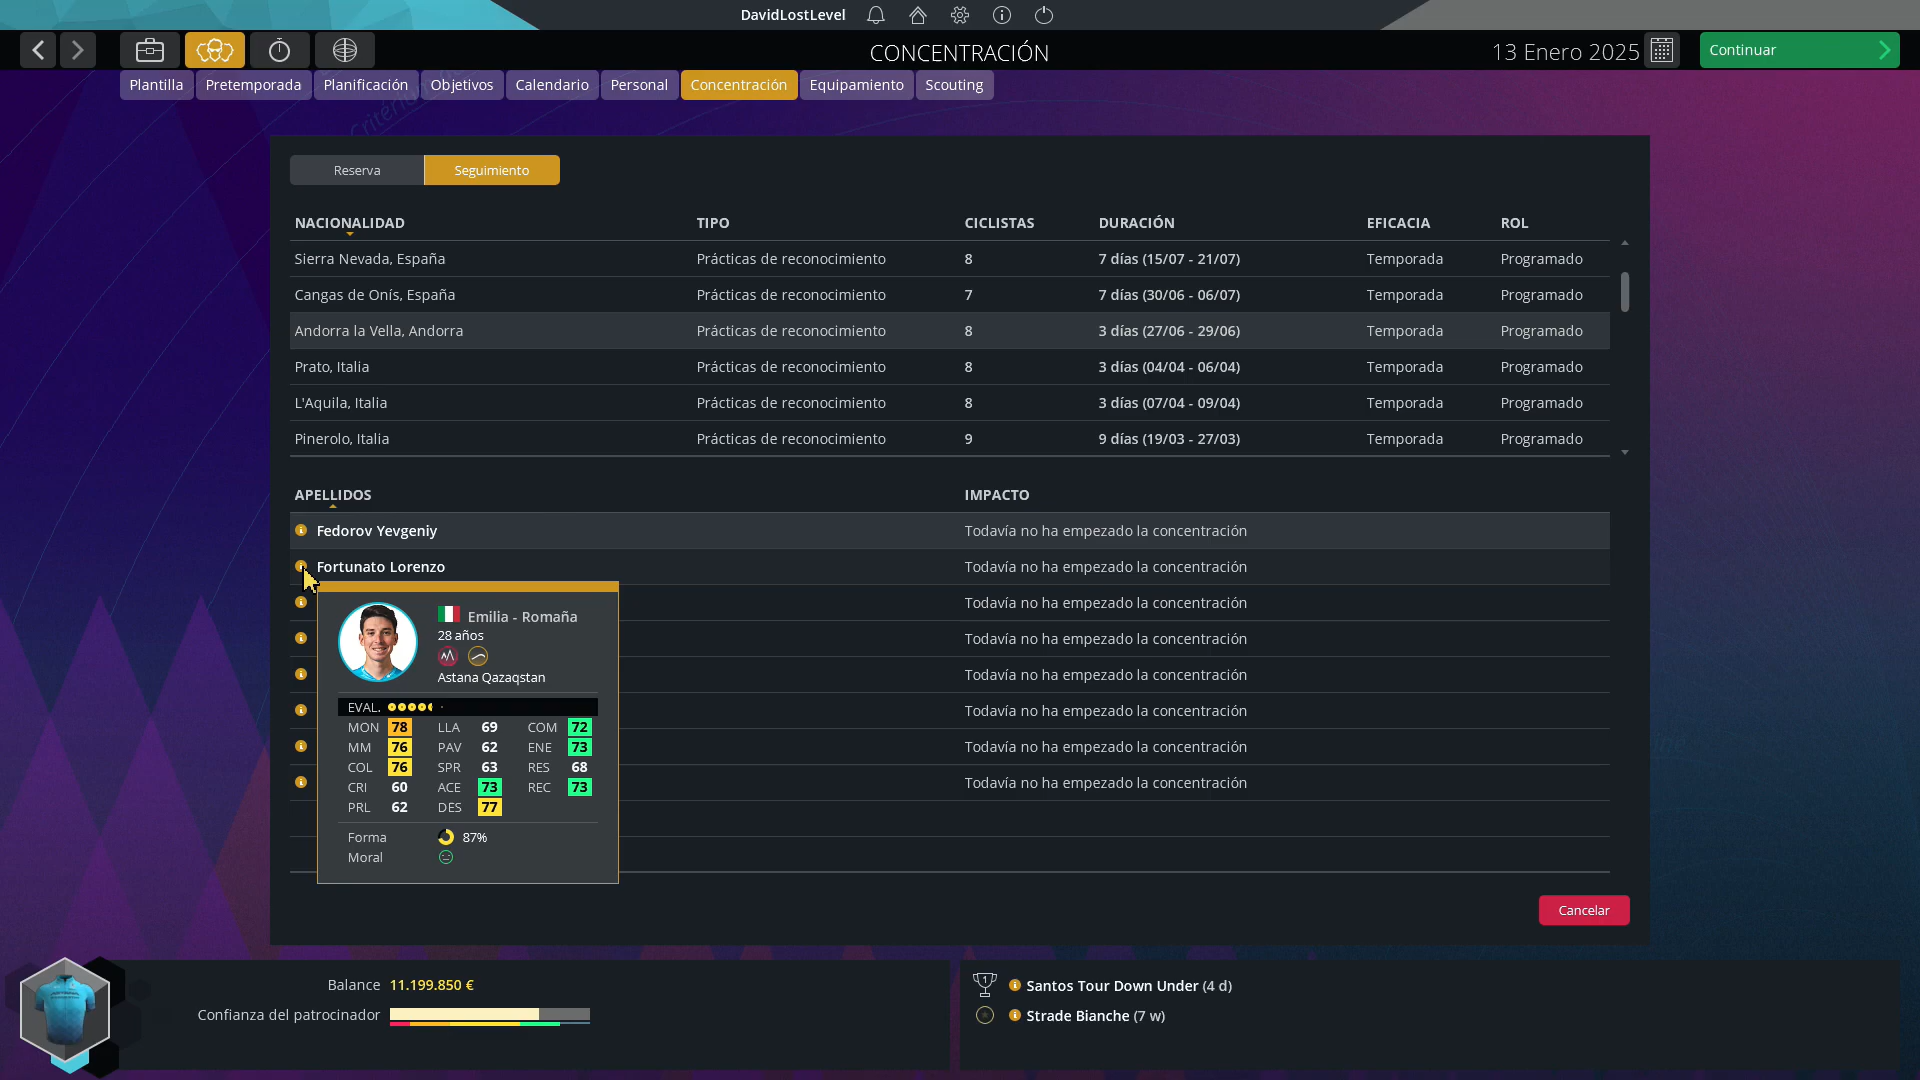 DavidLostLevel
CONCENTRACIÓN
13 Enero 2025
Continuar
Plantilla
Pretemporada
Planificación
Objetivos
Calendario
Personal
Concentración
Equipamiento
Scouting
Reserva
Seguimiento
NACIONALIDAD TIPO CICLISTAS DURACIÓN EFICACIA ROL
Sierra Nevada, España Prácticas de reconocimiento 8 7 días (15/07 - 21/07) Temporada Programado
Cangas de Onís, España Prácticas de reconocimiento 7 7 días (30/06 - 06/07) Temporada Programado
Andorra la Vella, Andorra Prácticas de reconocimiento 8 3 días (27/06 - 29/06) Temporada Programado
Prato, Italia Prácticas de reconocimiento 8 3 días (04/04 - 06/04) Temporada Programado
L'Aquila, Italia Prácticas de reconocimiento 8 3 días (07/04 - 09/04) Temporada Programado
Pinerolo, Italia Prácticas de reconocimiento 9 9 días (19/03 - 27/03) Temporada Programado
APELLIDOS IMPACTO
Fedorov Yevgeniy Todavía no ha empezado la concentración
Fortunato Lorenzo Todavía no ha empezado la concentración
Todavía no ha empezado la concentración
Todavía no ha empezado la concentración
Todavía no ha empezado la concentración
Todavía no ha empezado la concentración
Todavía no ha empezado la concentración
Todavía no ha empezado la concentración
Emilia - Romaña
28 años
Astana Qazaqstan
EVAL.
MON 78 LLA 69 COM 72
MM 76 PAV 62 ENE 73
COL 76 SPR 63 RES 68
CRI 60 ACE 73 REC 73
PRL 62 DES 77
Forma 87%
Moral
Cancelar
Balance 11.199.850 €
Confianza del patrocinador
1
Santos Tour Down Under (4 d)
Strade Bianche (7 w)